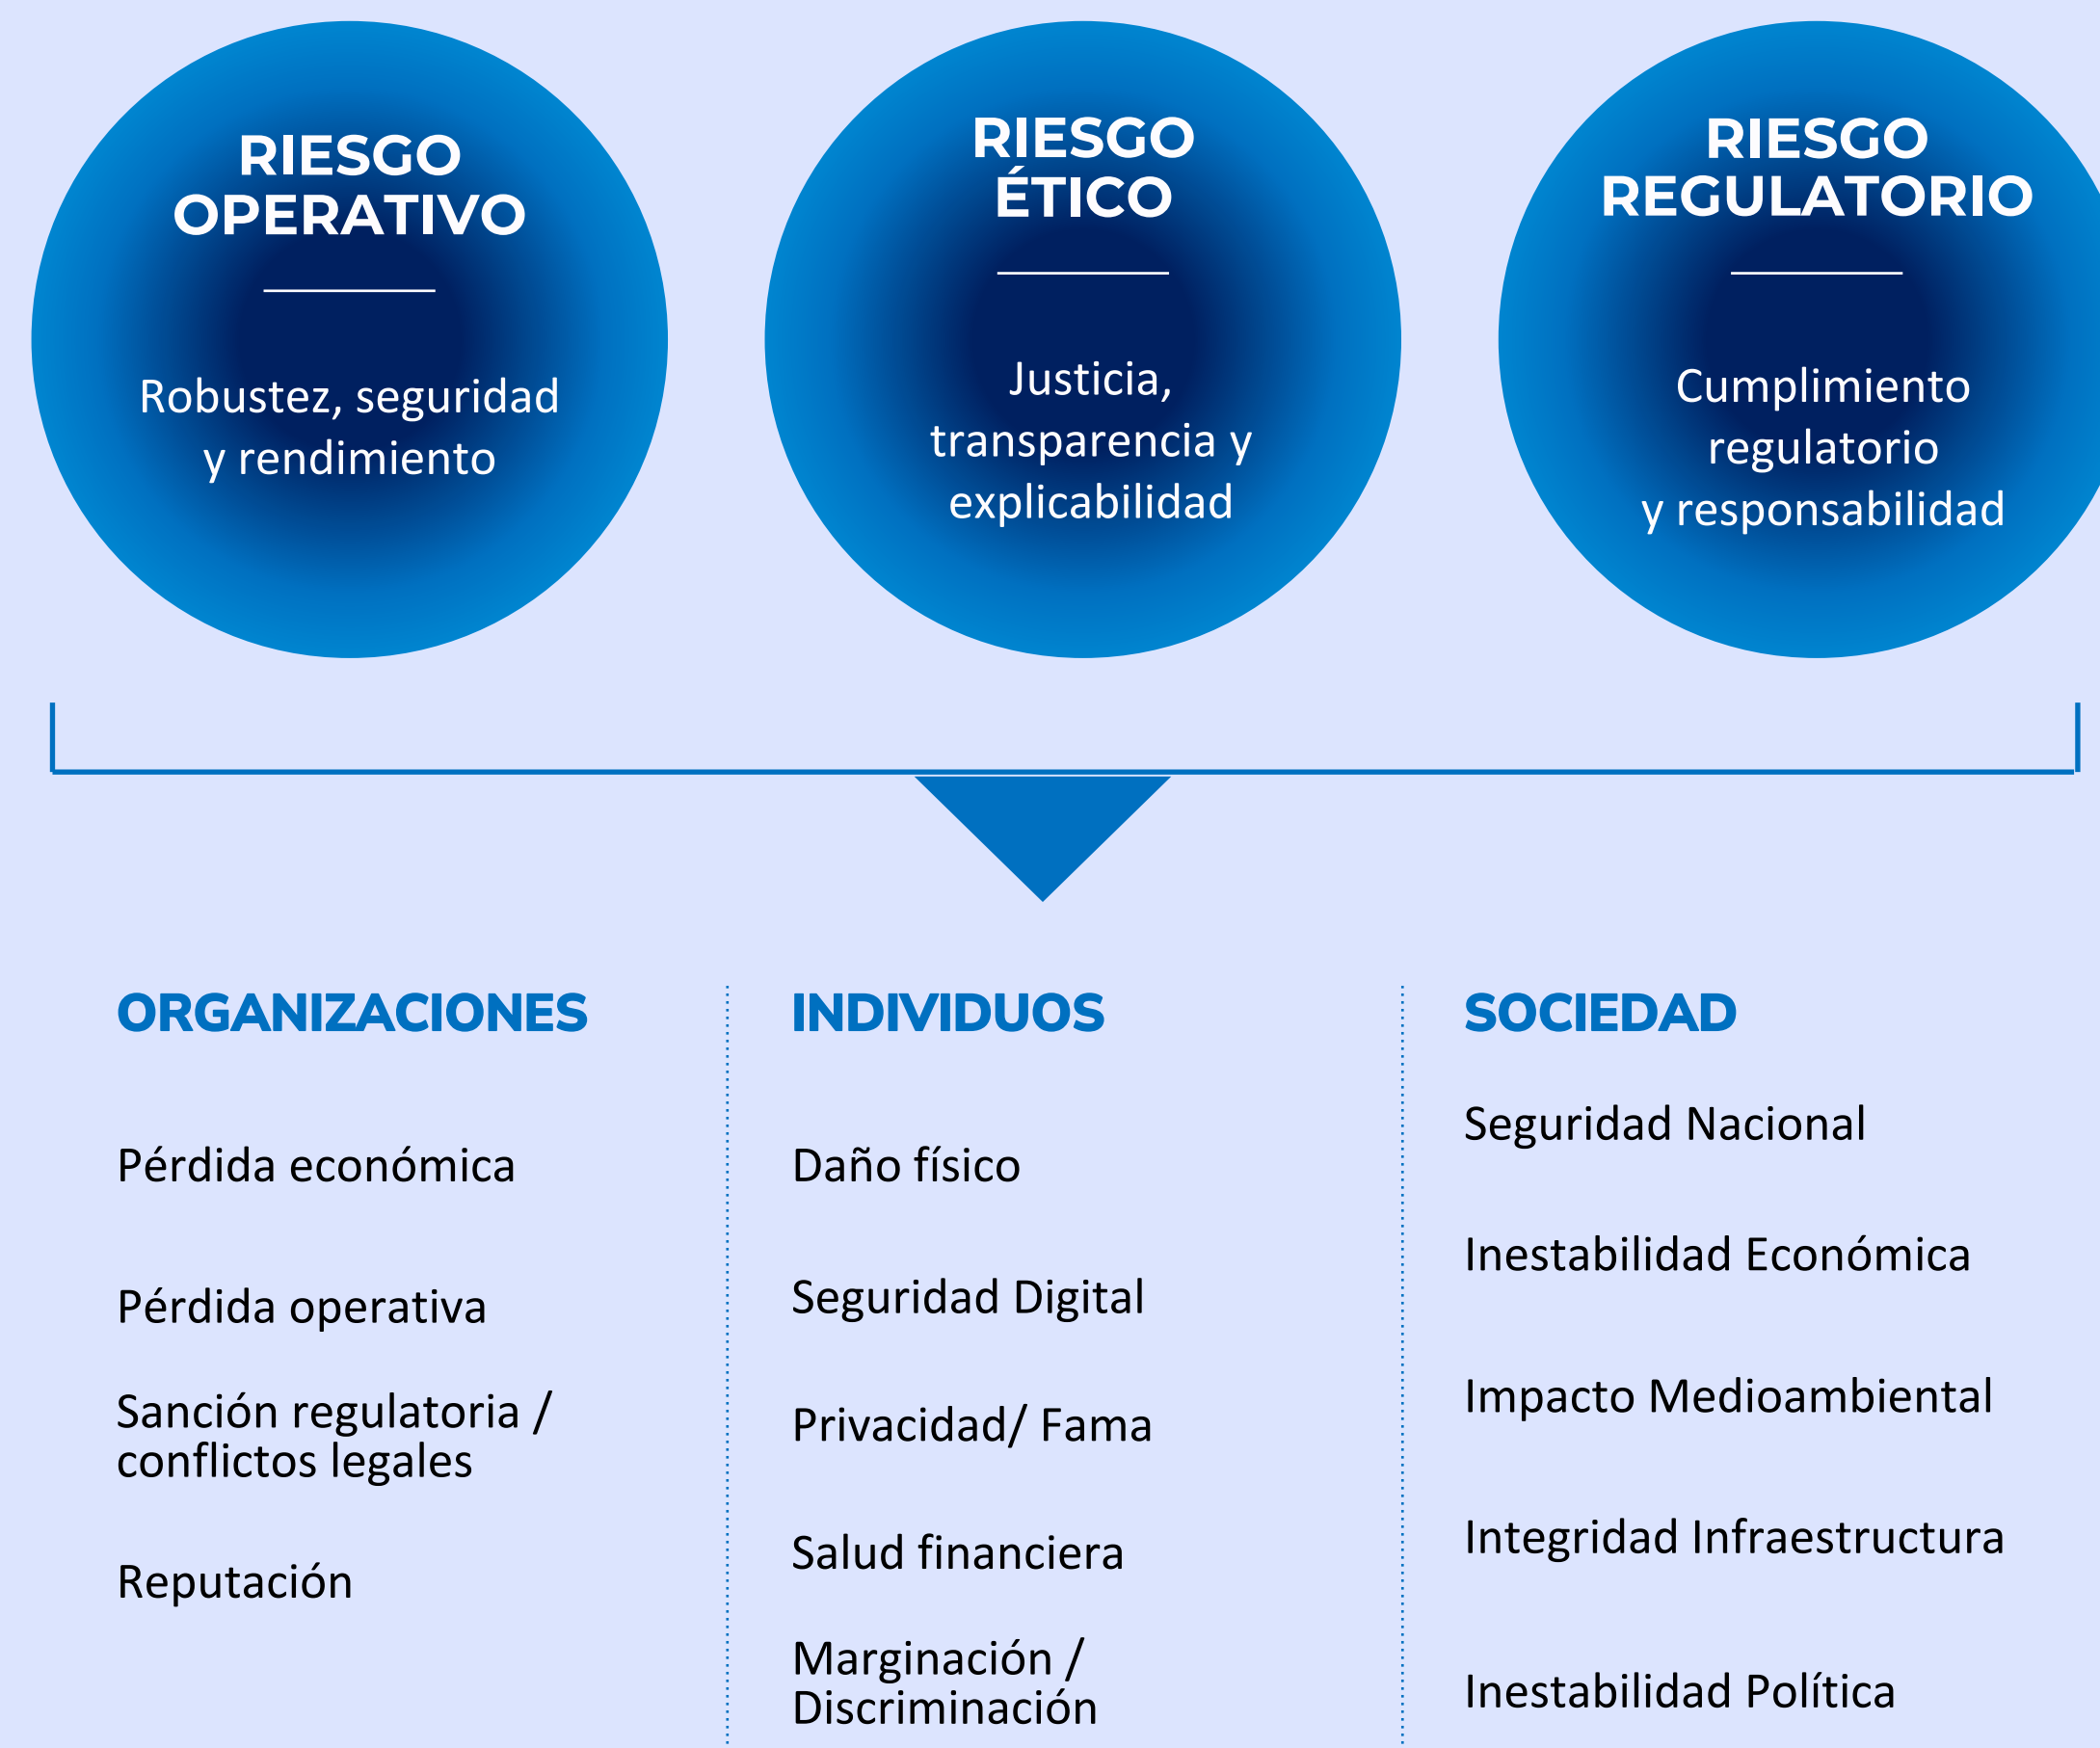 RIESGO
OPERATIVO
Robustez, seguridad
y rendimiento
RIESGO
ÉTICO
Justicia,
transparencia y
explicabilidad
RIESGO
REGULATORIO
Cumplimiento
regulatorio
y responsabilidad
ORGANIZACIONES
Pérdida económica
Pérdida operativa
Sanción regulatoria /
conflictos legales
Reputación
INDIVIDUOS
Daño físico
Seguridad Digital
Privacidad/ Fama
Salud financiera
Marginación /
Discriminación
SOCIEDAD
Seguridad Nacional
Inestabilidad Económica
Impacto Medioambiental
Integridad Infraestructura
Inestabilidad Política